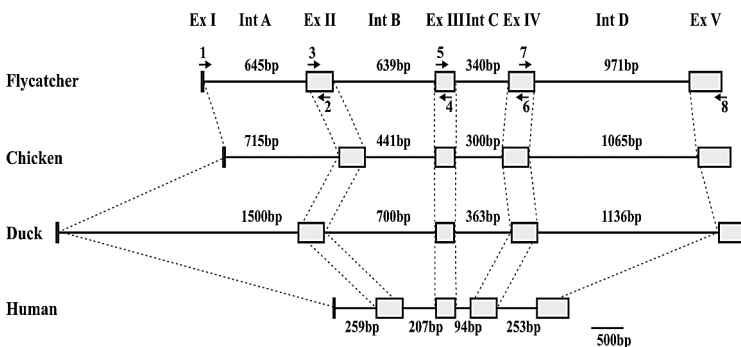 Ex I Int A Ex II Int B Ex III Int C Ex IV Int D Ex V
1 3 5 7
645bp 639bp 340bp 971bp
Flycatcher
2 4 6 8
715bp 441bp 300bp 1065bp
Chicken
1500bp 700bp 363bp 1136bp
Duck
Human
259bp 207bp 94bp 253bp
500bp